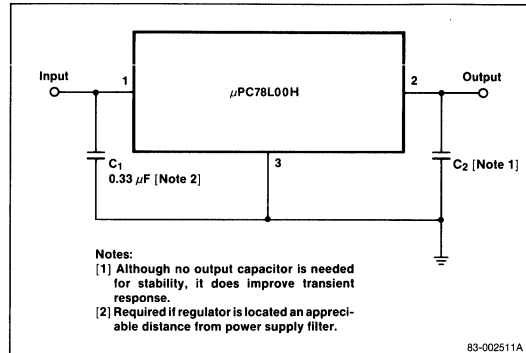 Input
1
μPC78L00H
2
Output
C1
0.33 μF [Note 2]
3
C2 [Note 1]
Notes:
[1] Although no output capacitor is needed
for stability, it does improve transient
response.
[2] Required if regulator is located an appreci-
able distance from power supply filter.
83-002511A